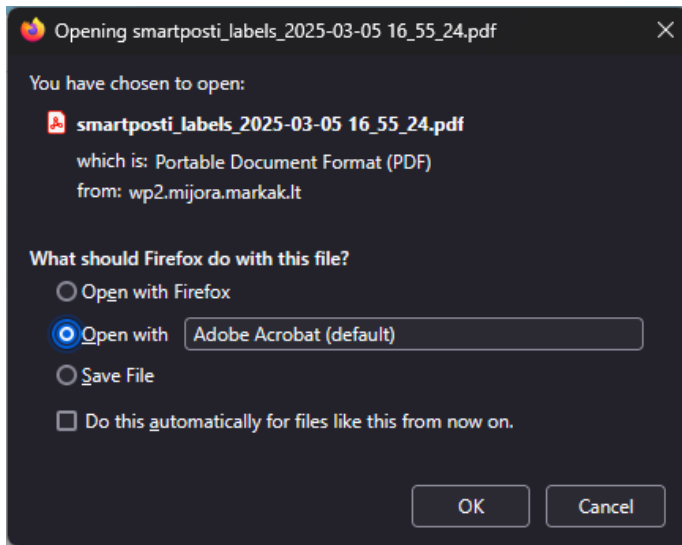 Opening smartposti_labels_2025-03-05 16_55_24.pdf
You have chosen to open:
smartposti_labels_2025-03-05 16_55_24.pdf
which is: Portable Document Format (PDF)
from: wp2.mijora.markak.lt
What should Firefox do with this file?
Open with Firefox
Open with Adobe Acrobat (default)
Save File
Do this automatically for files like this from now on.
OK Cancel